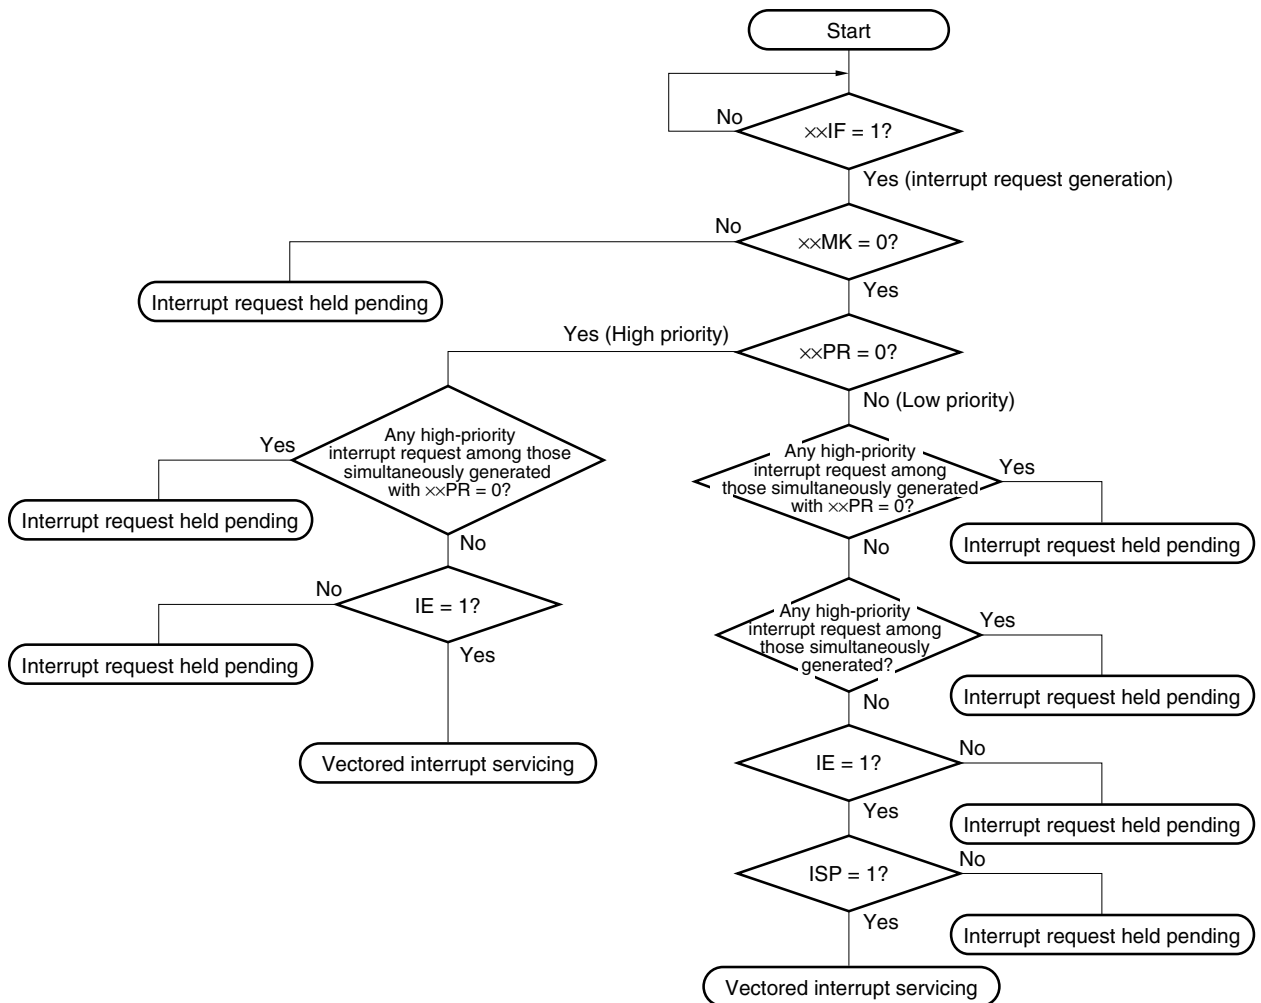 Start
No
××IF = 1?
Yes (interrupt request generation)
No
××MK = 0?
Interrupt request held pending
Yes
Yes (High priority)
××PR = 0?
No (Low priority)
Yes
Any high-priority
interrupt request among those
simultaneously generated
with ××PR = 0?
Interrupt request held pending
No
No
IE = 1?
Interrupt request held pending
Yes
Vectored interrupt servicing
Any high-priority
interrupt request among
those simultaneously generated
with ××PR = 0?
Yes
Interrupt request held pending
No
Any high-priority
interrupt request among
those simultaneously
generated?
Yes
Interrupt request held pending
No
IE = 1?
No
Interrupt request held pending
Yes
ISP = 1?
No
Interrupt request held pending
Yes
Vectored interrupt servicing